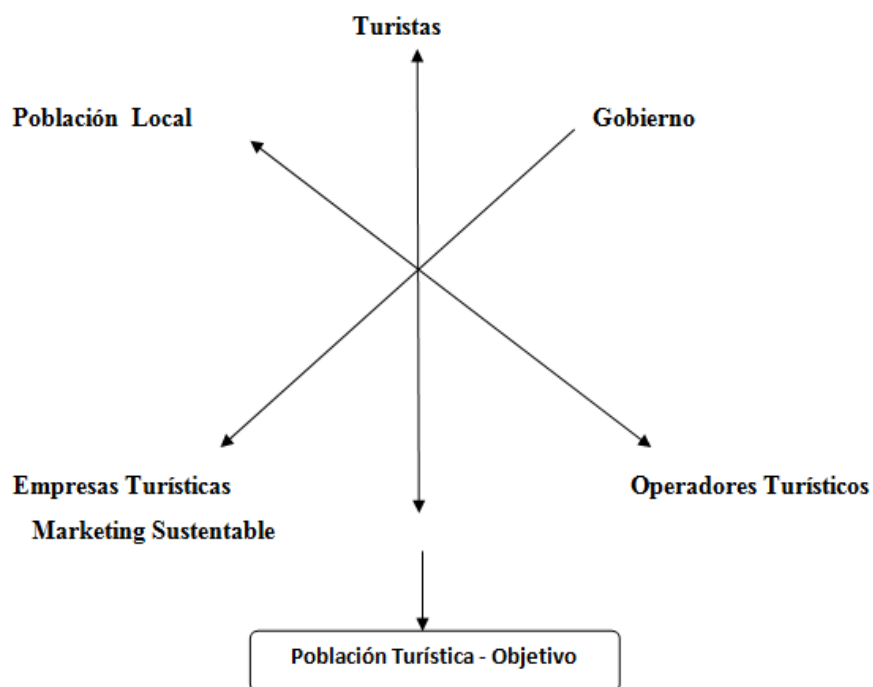 Turistas
Población Local
Gobierno
Empresas Turísticas
Operadores Turísticos
Marketing Sustentable
Población Turística - Objetivo